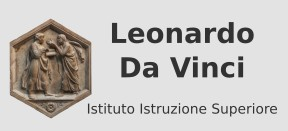 Leonardo
Da Vinci
Istituto Istruzione Superiore